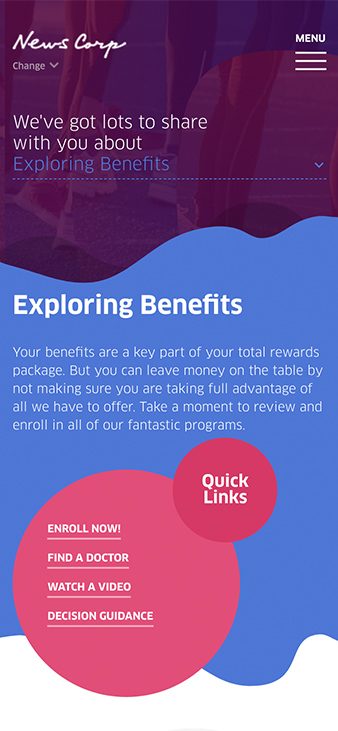 News Corp
MENU
Change
We've got lots to share
with you about
Exploring Benefits
Exploring Benefits
Your benefits are a key part of your total rewards
package. But you can leave money on the table by
not making sure you are taking full advantage of
all we have to offer. Take a moment to review and
enroll in all of our fantastic programs.
Quick
Links
ENROLL NOW!
FIND A DOCTOR
WATCH A VIDEO
DECISION GUIDANCE